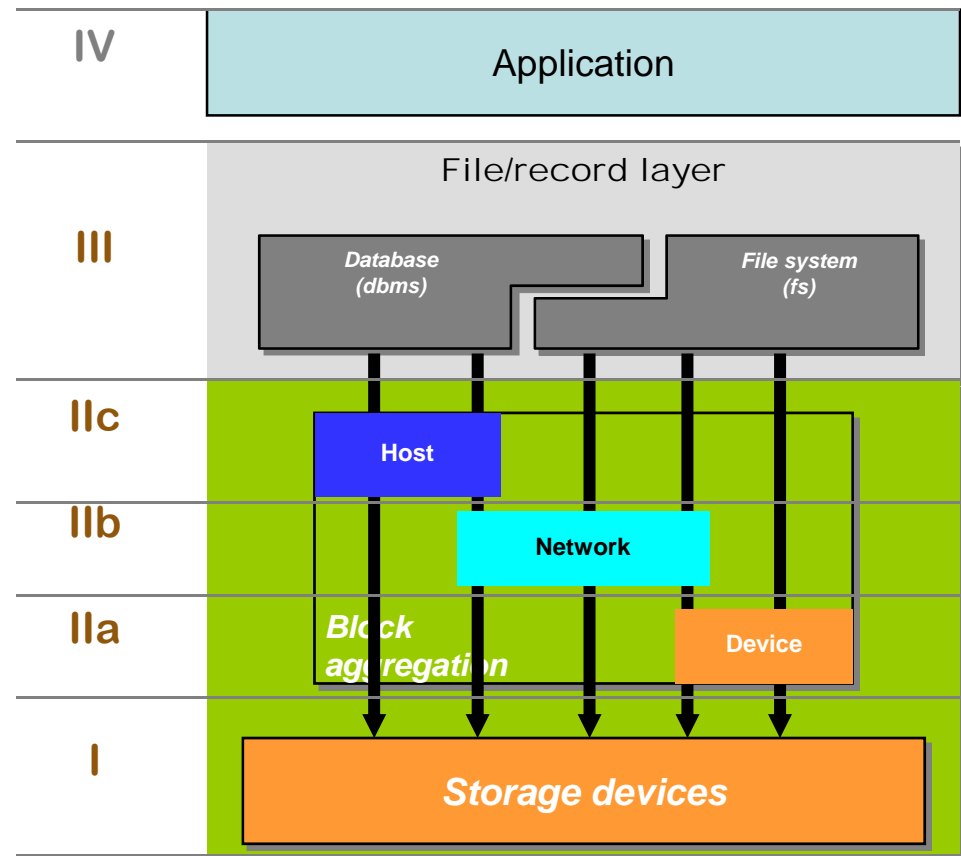 IV
Application
File/record layer
III
Database
(dbms)
File system
(fs)
IIc
Host
IIb
Network
IIa
Block
aggregation
Device
I
Storage devices